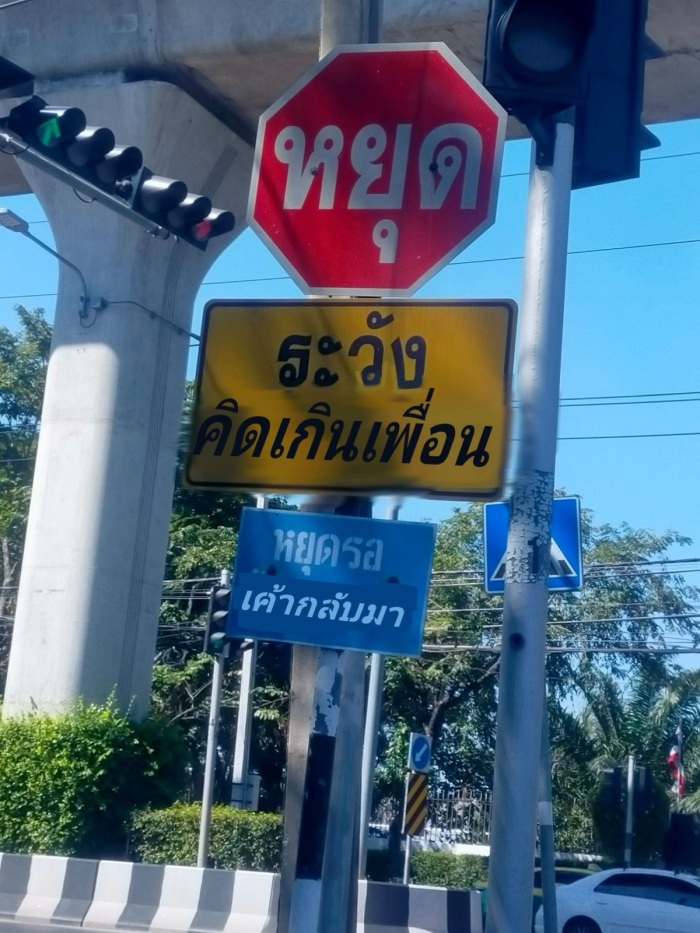 หยุด
ระวัง
คิดเกินเพื่อน
หยุดรอ
เค้ากลับมา